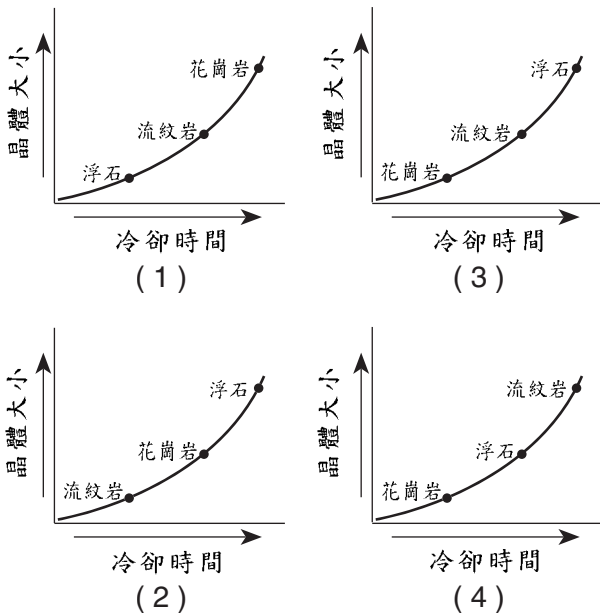 晶體大小
花崗岩
流紋岩
浮石
冷卻時間
( 1 )
晶體大小
浮石
流紋岩
花崗岩
冷卻時間
( 3 )
晶體大小
浮石
花崗岩
流紋岩
冷卻時間
( 2 )
晶體大小
流紋岩
浮石
花崗岩
冷卻時間
( 4 )